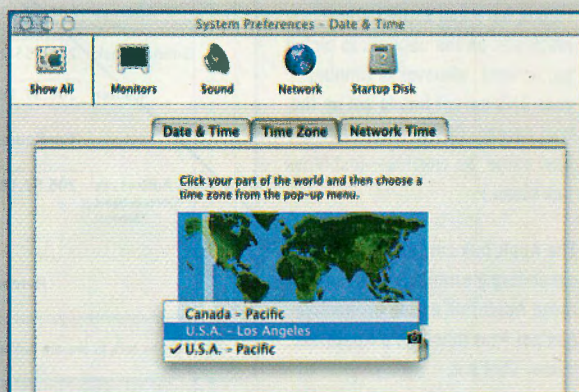 System Preferences - Date & Time
Show All
Monitors
Sound
Network
Startup Disk
Date & Time
Time Zone
Network Time
Click your part of the world and then choose a
time zone from the pop-up menu.
Canada - Pacific
U.S.A. - Los Angeles
✓ U.S.A. - Pacific